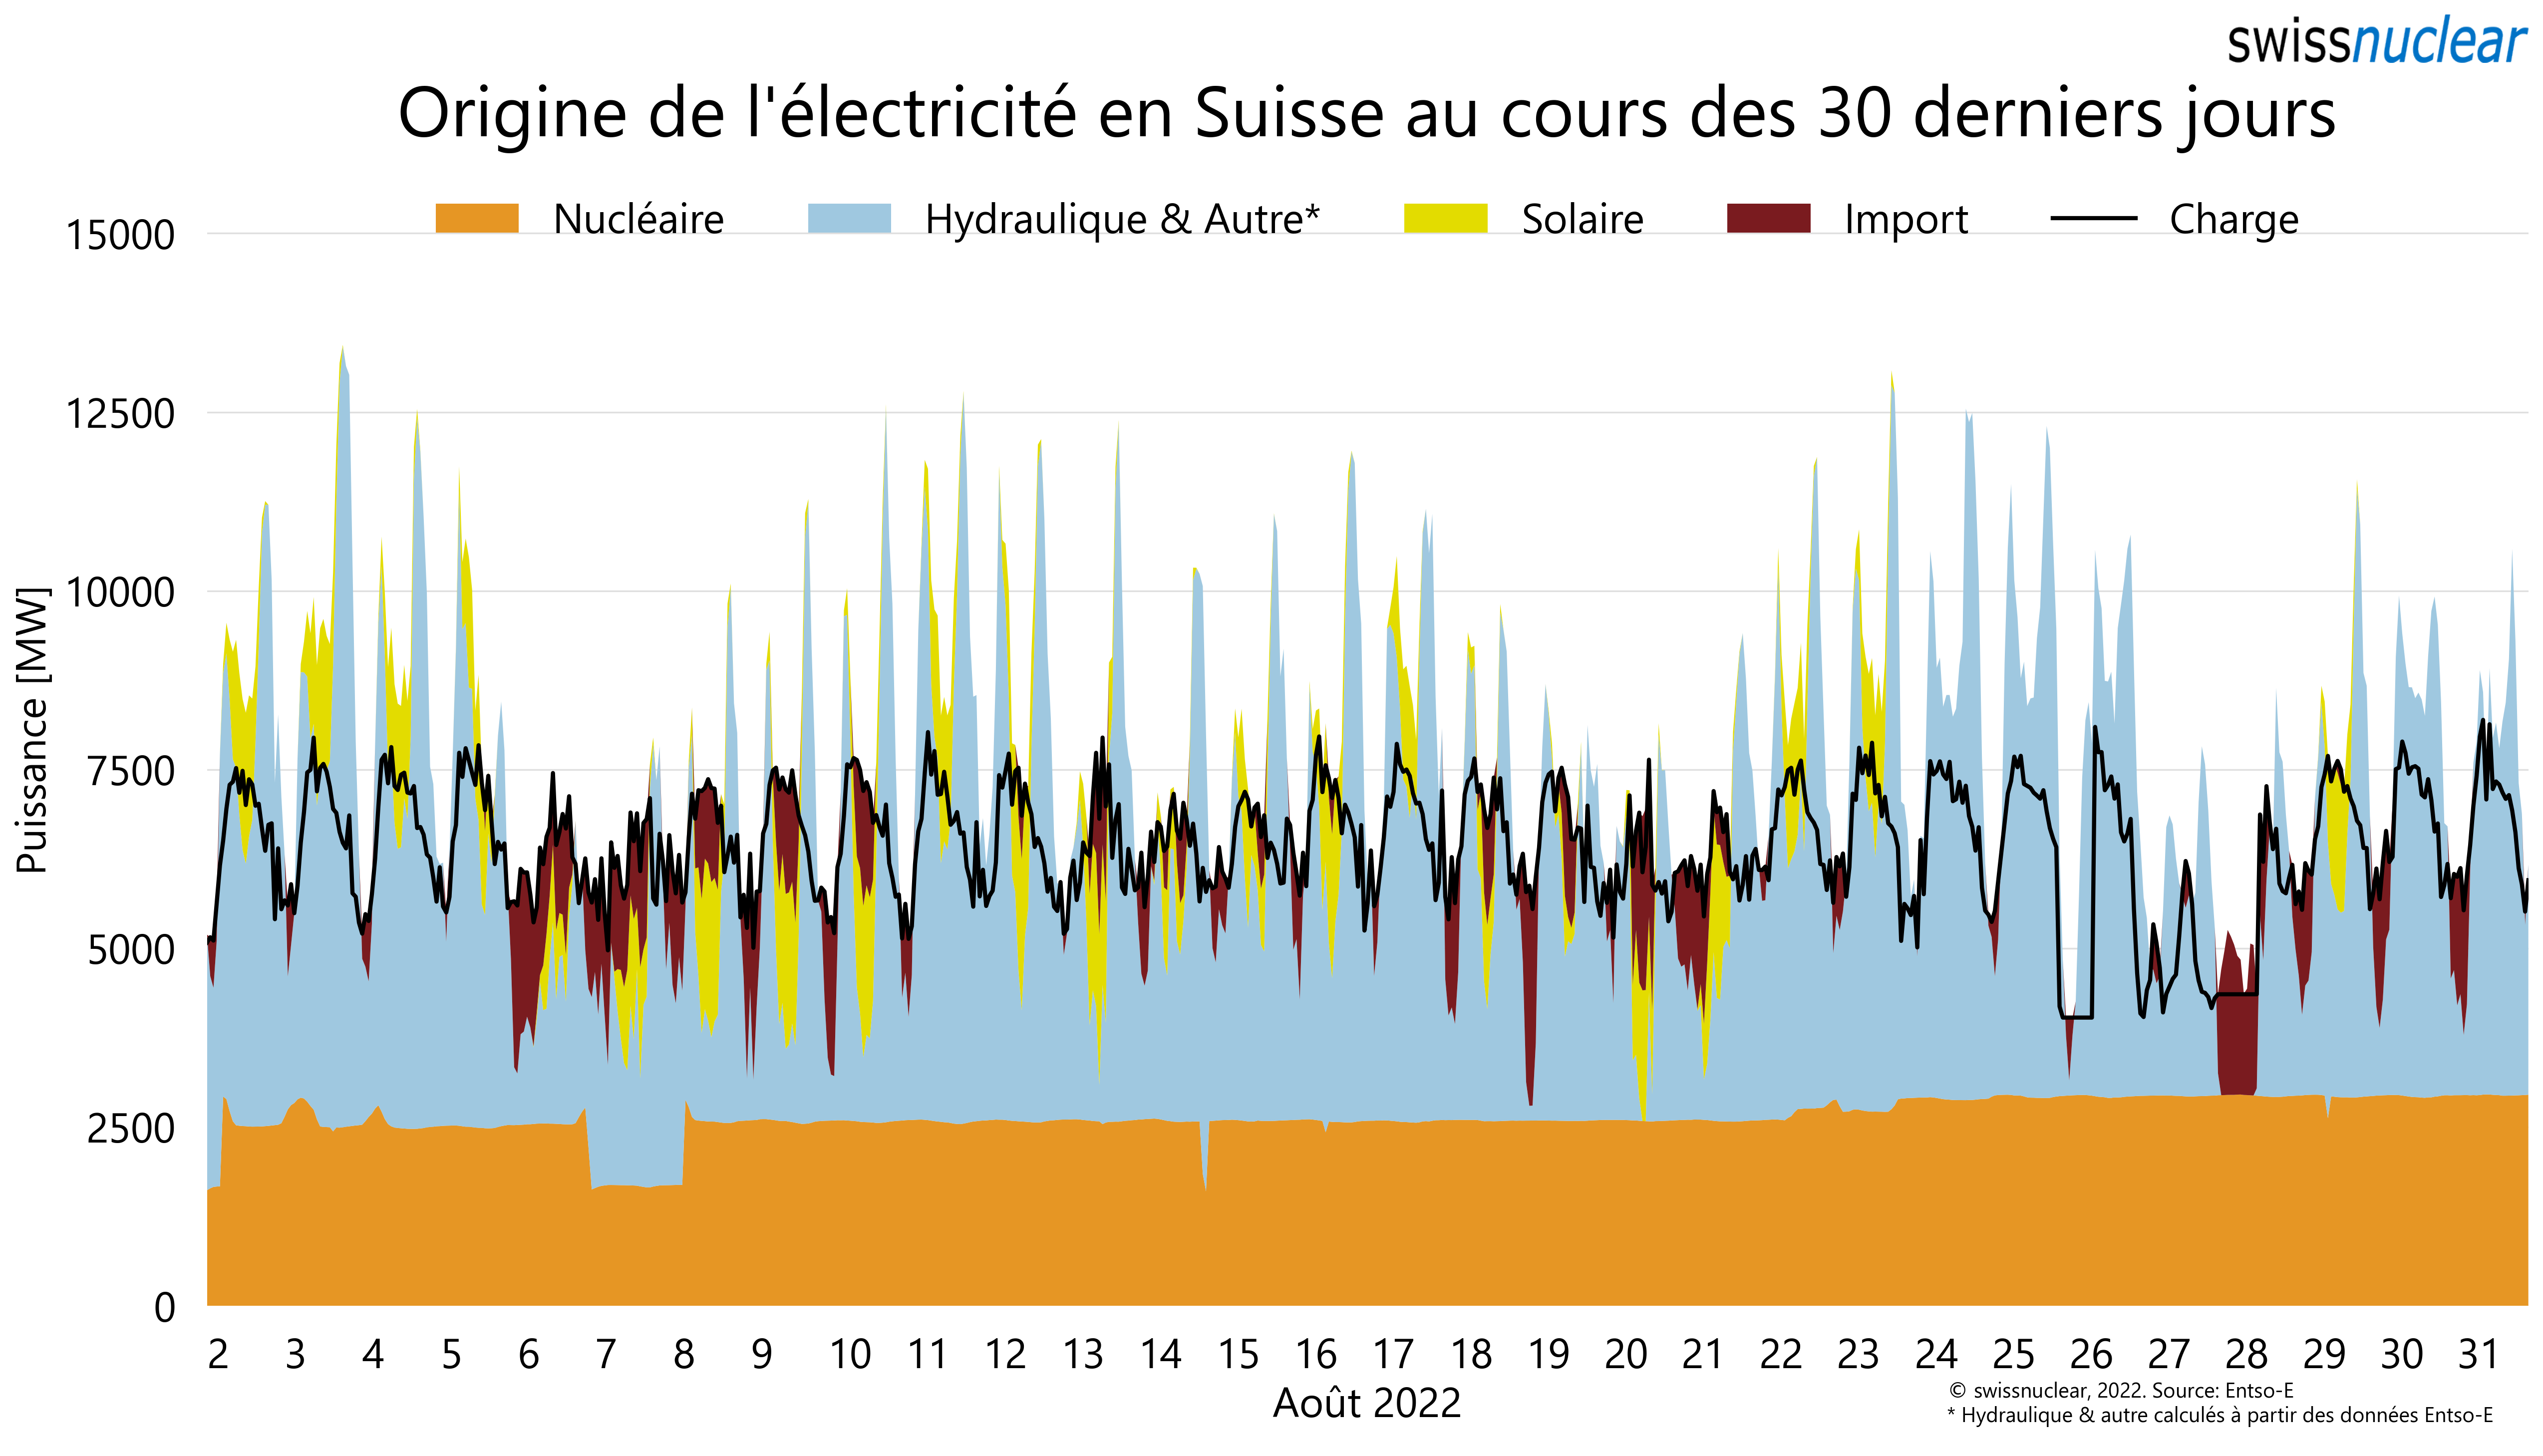 swissnuclear
Origine de l'électricité en Suisse au cours des 30 derniers jours
Nucléaire Hydraulique & Autre* Solaire Import Charge
15000
12500
10000
7500
5000
2500
0
Puissance [MW]
2 3 4 5 6 7 8 9 10 11 12 13 14 15 16 17 18 19 20 21 22 23 24 25 26 27 28 29 30 31
Août 2022
© swissnuclear, 2022. Source: Entso-E
* Hydraulique & autre calculés à partir des données Entso-E